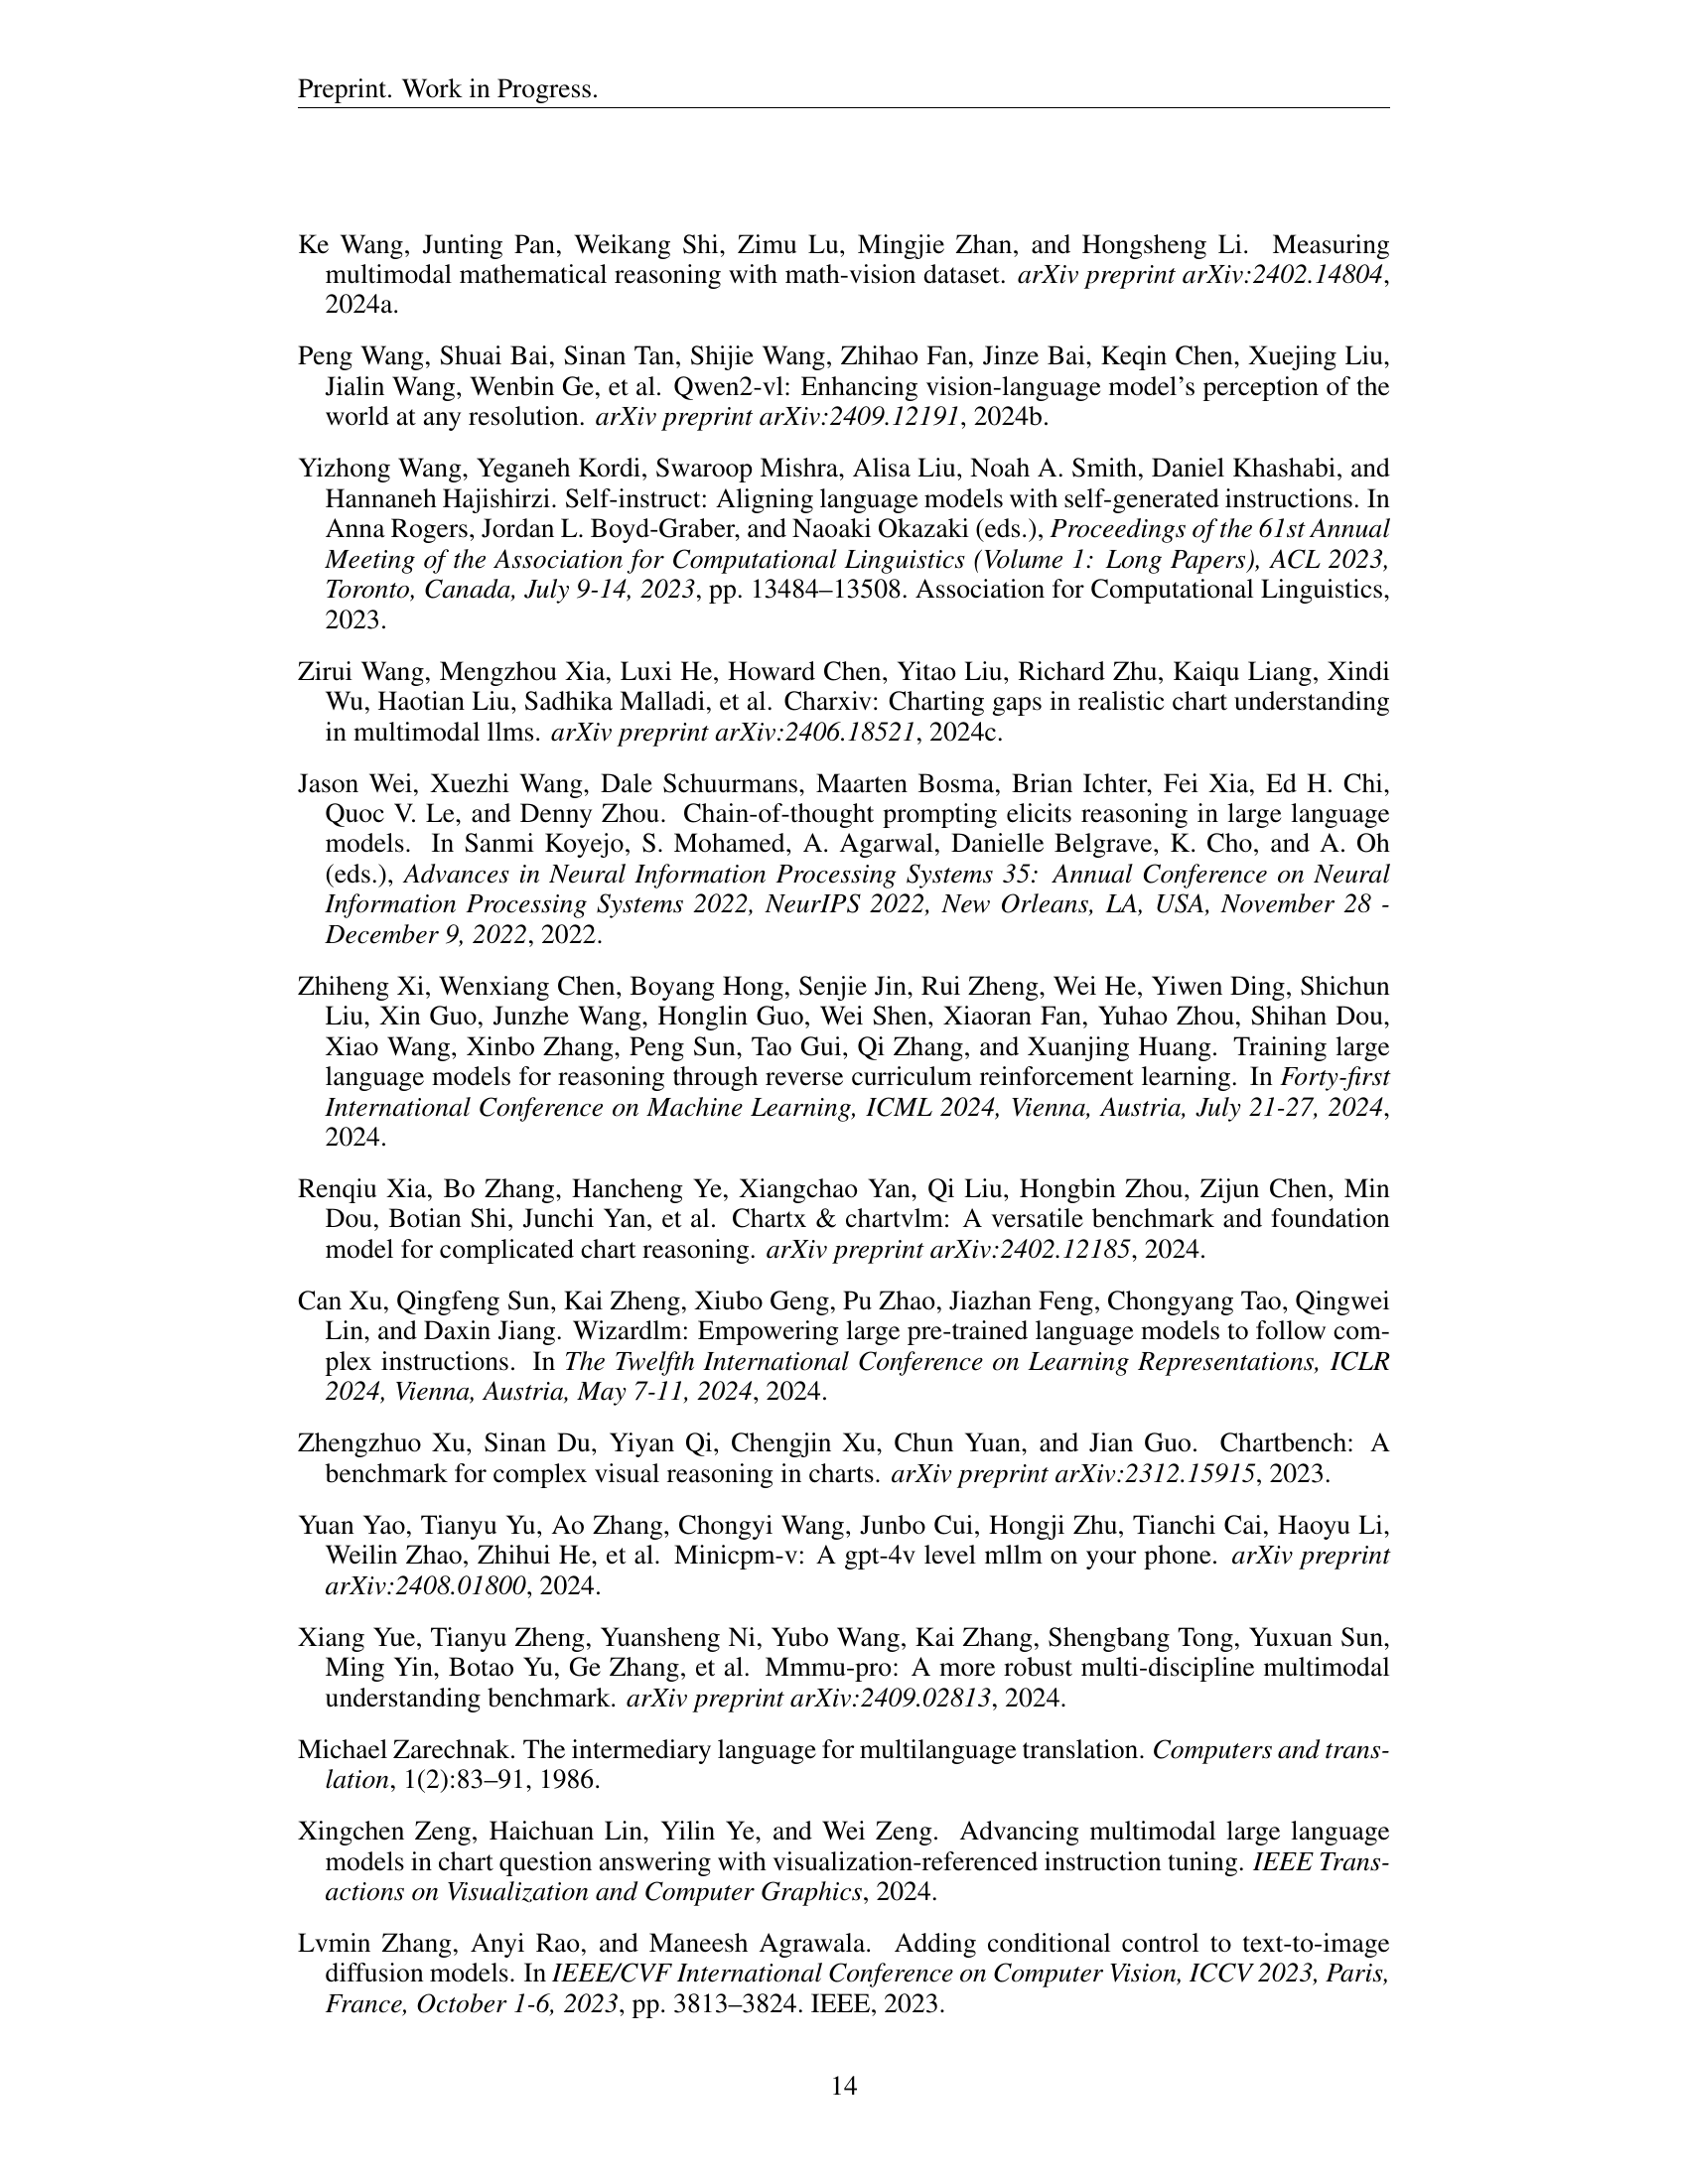 Preprint. Work in Progress.
Ke Wang, Junting Pan, Weikang Shi, Zimu Lu, Mingjie Zhan, and Hongsheng Li. Measuring
multimodal mathematical reasoning with math-vision dataset. arXiv preprint arXiv:2402.14804,
2024a.
Peng Wang, Shuai Bai, Sinan Tan, Shijie Wang, Zhihao Fan, Jinze Bai, Keqin Chen, Xuejing Liu,
Jialin Wang, Wenbin Ge, et al. Qwen2-vl: Enhancing vision-language model's perception of the
world at any resolution. arXiv preprint arXiv:2409.12191, 2024b.
Yizhong Wang, Yeganeh Kordi, Swaroop Mishra, Alisa Liu, Noah A. Smith, Daniel Khashabi, and
Hannaneh Hajishirzi. Self-instruct: Aligning language models with self-generated instructions. In
Anna Rogers, Jordan L. Boyd-Graber, and Naoaki Okazaki (eds.), Proceedings of the 61st Annual
Meeting of the Association for Computational Linguistics (Volume 1: Long Papers), ACL 2023,
Toronto, Canada, July 9-14, 2023, pp. 13484–13508. Association for Computational Linguistics,
2023.
Zirui Wang, Mengzhou Xia, Luxi He, Howard Chen, Yitao Liu, Richard Zhu, Kaiqu Liang, Xindi
Wu, Haotian Liu, Sadhika Malladi, et al. Charxiv: Charting gaps in realistic chart understanding
in multimodal llms. arXiv preprint arXiv:2406.18521, 2024c.
Jason Wei, Xuezhi Wang, Dale Schuurmans, Maarten Bosma, Brian Ichter, Fei Xia, Ed H. Chi,
Quoc V. Le, and Denny Zhou. Chain-of-thought prompting elicits reasoning in large language
models. In Sanmi Koyejo, S. Mohamed, A. Agarwal, Danielle Belgrave, K. Cho, and A. Oh
(eds.), Advances in Neural Information Processing Systems 35: Annual Conference on Neural
Information Processing Systems 2022, NeurIPS 2022, New Orleans, LA, USA, November 28 -
December 9, 2022, 2022.
Zhiheng Xi, Wenxiang Chen, Boyang Hong, Senjie Jin, Rui Zheng, Wei He, Yiwen Ding, Shichun
Liu, Xin Guo, Junzhe Wang, Honglin Guo, Wei Shen, Xiaoran Fan, Yuhao Zhou, Shihan Dou,
Xiao Wang, Xinbo Zhang, Peng Sun, Tao Gui, Qi Zhang, and Xuanjing Huang. Training large
language models for reasoning through reverse curriculum reinforcement learning. In Forty-first
International Conference on Machine Learning, ICML 2024, Vienna, Austria, July 21-27, 2024,
2024.
Renqiu Xia, Bo Zhang, Hancheng Ye, Xiangchao Yan, Qi Liu, Hongbin Zhou, Zijun Chen, Min
Dou, Botian Shi, Junchi Yan, et al. Chartx & chartvlm: A versatile benchmark and foundation
model for complicated chart reasoning. arXiv preprint arXiv:2402.12185, 2024.
Can Xu, Qingfeng Sun, Kai Zheng, Xiubo Geng, Pu Zhao, Jiazhan Feng, Chongyang Tao, Qingwei
Lin, and Daxin Jiang. Wizardlm: Empowering large pre-trained language models to follow com-
plex instructions. In The Twelfth International Conference on Learning Representations, ICLR
2024, Vienna, Austria, May 7-11, 2024, 2024.
Zhengzhuo Xu, Sinan Du, Yiyan Qi, Chengjin Xu, Chun Yuan, and Jian Guo. Chartbench: A
benchmark for complex visual reasoning in charts. arXiv preprint arXiv:2312.15915, 2023.
Yuan Yao, Tianyu Yu, Ao Zhang, Chongyi Wang, Junbo Cui, Hongji Zhu, Tianchi Cai, Haoyu Li,
Weilin Zhao, Zhihui He, et al. Minicpm-v: A gpt-4v level mllm on your phone. arXiv preprint
arXiv:2408.01800, 2024.
Xiang Yue, Tianyu Zheng, Yuansheng Ni, Yubo Wang, Kai Zhang, Shengbang Tong, Yuxuan Sun,
Ming Yin, Botao Yu, Ge Zhang, et al. Mmmu-pro: A more robust multi-discipline multimodal
understanding benchmark. arXiv preprint arXiv:2409.02813, 2024.
Michael Zarechnak. The intermediary language for multilanguage translation. Computers and trans-
lation, 1(2):83–91, 1986.
Xingchen Zeng, Haichuan Lin, Yilin Ye, and Wei Zeng. Advancing multimodal large language
models in chart question answering with visualization-referenced instruction tuning. IEEE Trans-
actions on Visualization and Computer Graphics, 2024.
Lvmin Zhang, Anyi Rao, and Maneesh Agrawala. Adding conditional control to text-to-image
diffusion models. In IEEE/CVF International Conference on Computer Vision, ICCV 2023, Paris,
France, October 1-6, 2023, pp. 3813–3824. IEEE, 2023.
14